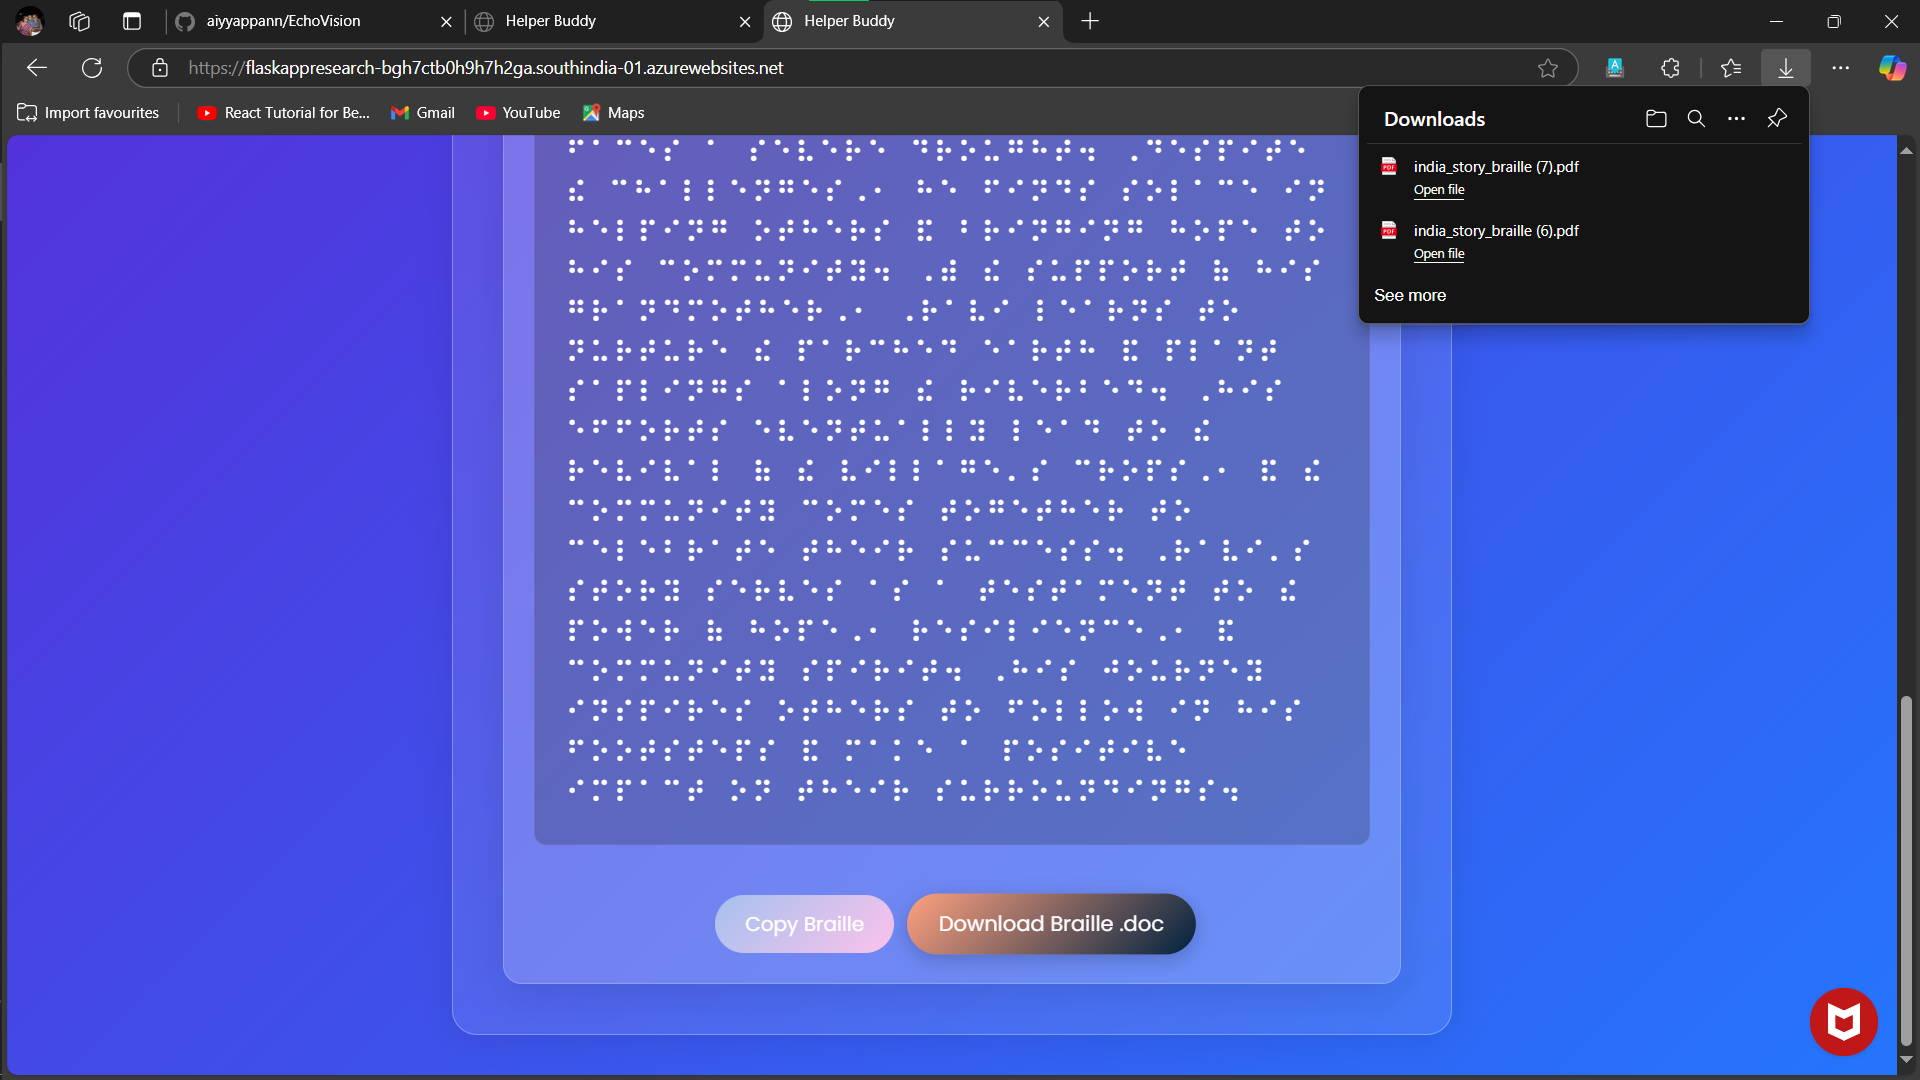 aiyyappann/EchoVision
Helper Buddy
Helper Buddy
https://flaskappresearch-bgh7ctb0h9h7h2ga.southindia-01.azurewebsites.net
Import favourites
React Tutorial for Be...
Gmail
YouTube
Maps
Downloads
india_story_braille (7).pdf
Open file
india_story_braille (6).pdf
Open file
See more
⠋⠁⠉⠑⠎ ⠁ ⠎⠑⠧⠑⠗⠑ ⠙⠗⠕⠥⠛⠓⠞⠲ ⠠⠙⠑⠎⠏⠊⠞⠑
⠮ ⠉⠓⠁⠇⠇⠑⠝⠛⠑⠎⠠⠂ ⠓⠑ ⠋⠊⠝⠙⠎ ⠎⠕⠇⠁⠉⠑ ⠊⠝
⠓⠑⠇⠏⠊⠝⠛ ⠕⠞⠓⠑⠗⠎ ⠯ ⠃⠗⠊⠝⠛⠊⠝⠛ ⠓⠕⠏⠑ ⠞⠕
⠓⠊⠎ ⠉⠕⠍⠍⠥⠝⠊⠞⠽⠲ ⠠⠾ ⠮ ⠎⠥⠏⠏⠕⠗⠞ ⠷ ⠓⠊⠎
⠛⠗⠁⠝⠙⠍⠕⠞⠓⠑⠗⠠⠂ ⠠⠗⠁⠧⠊ ⠇⠑⠁⠗⠝⠎ ⠞⠕
⠝⠥⠗⠞⠥⠗⠑ ⠮ ⠏⠁⠗⠉⠓⠑⠙ ⠑⠁⠗⠞⠓ ⠯ ⠏⠇⠁⠝⠞
⠎⠁⠏⠇⠊⠝⠛⠎ ⠁⠇⠕⠝⠛ ⠮ ⠗⠊⠧⠑⠗⠃⠑⠙⠲ ⠠⠓⠊⠎
⠑⠋⠋⠕⠗⠞⠎ ⠑⠧⠑⠝⠞⠥⠁⠇⠇⠽ ⠇⠑⠁⠙ ⠞⠕ ⠮
⠗⠑⠧⠊⠧⠁⠇ ⠷ ⠮ ⠧⠊⠇⠇⠁⠛⠑⠄⠎ ⠉⠗⠕⠏⠎⠠⠂ ⠯ ⠮
⠉⠕⠍⠍⠥⠝⠊⠞⠽ ⠉⠕⠍⠑⠎ ⠞⠕⠛⠑⠞⠓⠑⠗ ⠞⠕
⠉⠑⠇⠑⠃⠗⠁⠞⠑ ⠞⠓⠑⠊⠗ ⠎⠥⠉⠉⠑⠎⠎⠲ ⠠⠗⠁⠧⠊⠄⠎
⠎⠞⠕⠗⠽ ⠎⠑⠗⠧⠑⠎ ⠁⠎ ⠁ ⠞⠑⠎⠞⠁⠍⠑⠝⠞ ⠞⠕ ⠮
⠏⠕⠺⠑⠗ ⠷ ⠓⠕⠏⠑⠠⠂ ⠗⠑⠎⠊⠇⠊⠑⠝⠉⠑⠠⠂ ⠯
⠉⠕⠍⠍⠥⠝⠊⠞⠽ ⠎⠏⠊⠗⠊⠞⠲ ⠠⠓⠊⠎ ⠚⠕⠥⠗⠝⠑⠽
⠊⠝⠎⠏⠊⠗⠑⠎ ⠕⠞⠓⠑⠗⠎ ⠞⠕ ⠋⠕⠇⠇⠕⠺ ⠊⠝ ⠓⠊⠎
⠋⠕⠕⠞⠎⠞⠑⠏⠎ ⠯ ⠍⠁⠅⠑ ⠁ ⠏⠕⠎⠊⠞⠊⠧⠑
⠊⠍⠏⠁⠉⠞ ⠕⠝ ⠞⠓⠑⠊⠗ ⠎⠥⠗⠗⠕⠥⠝⠙⠊⠝⠛⠎⠲
Copy Braille
Download Braille .doc